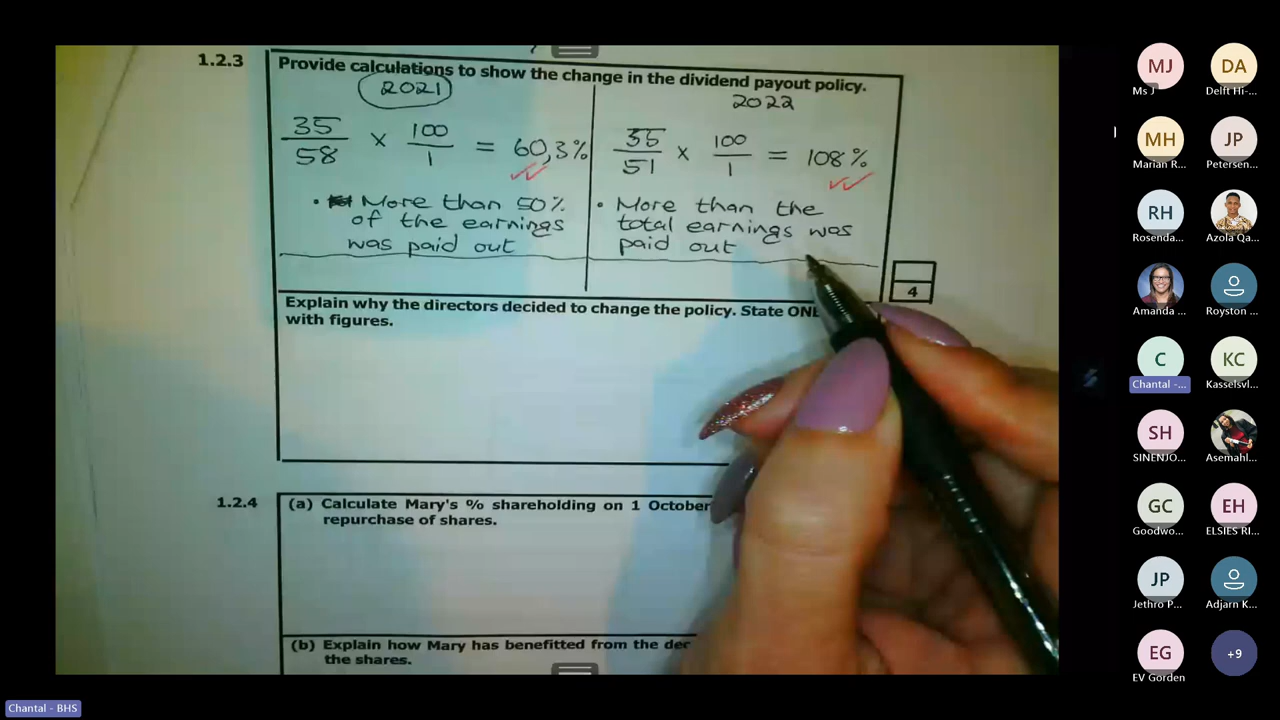 1.2.3
Provide calculations to show the change in the dividend payout policy.
2021
2022
35
58
×
100
1
= 60,3%
55
51
×
100
1
= 108%
• More than 50%
of the earnings
was paid out
• More than the
total earnings was
paid out
4
Explain why the directors decided to change the policy. State ONE
with figures.
1.2.4
(a) Calculate Mary's % shareholding on 1 October
repurchase of shares.
(b) Explain how Mary has benefitted from the dec
the shares.
MJ
Ms J
DA
Delft Hi-...
MH
Marian R...
JP
Petersen...
RH
Rosenda...
Azola Qa...
Amanda ...
Royston ...
C
Chantal -...
KC
Kasselsvl...
SH
SINENJO...
Asemahl...
GC
Goodwo...
EH
ELSIES RI...
JP
Jethro P...
Adjarn K...
EG
EV Gorden
+9
Chantal - BHS